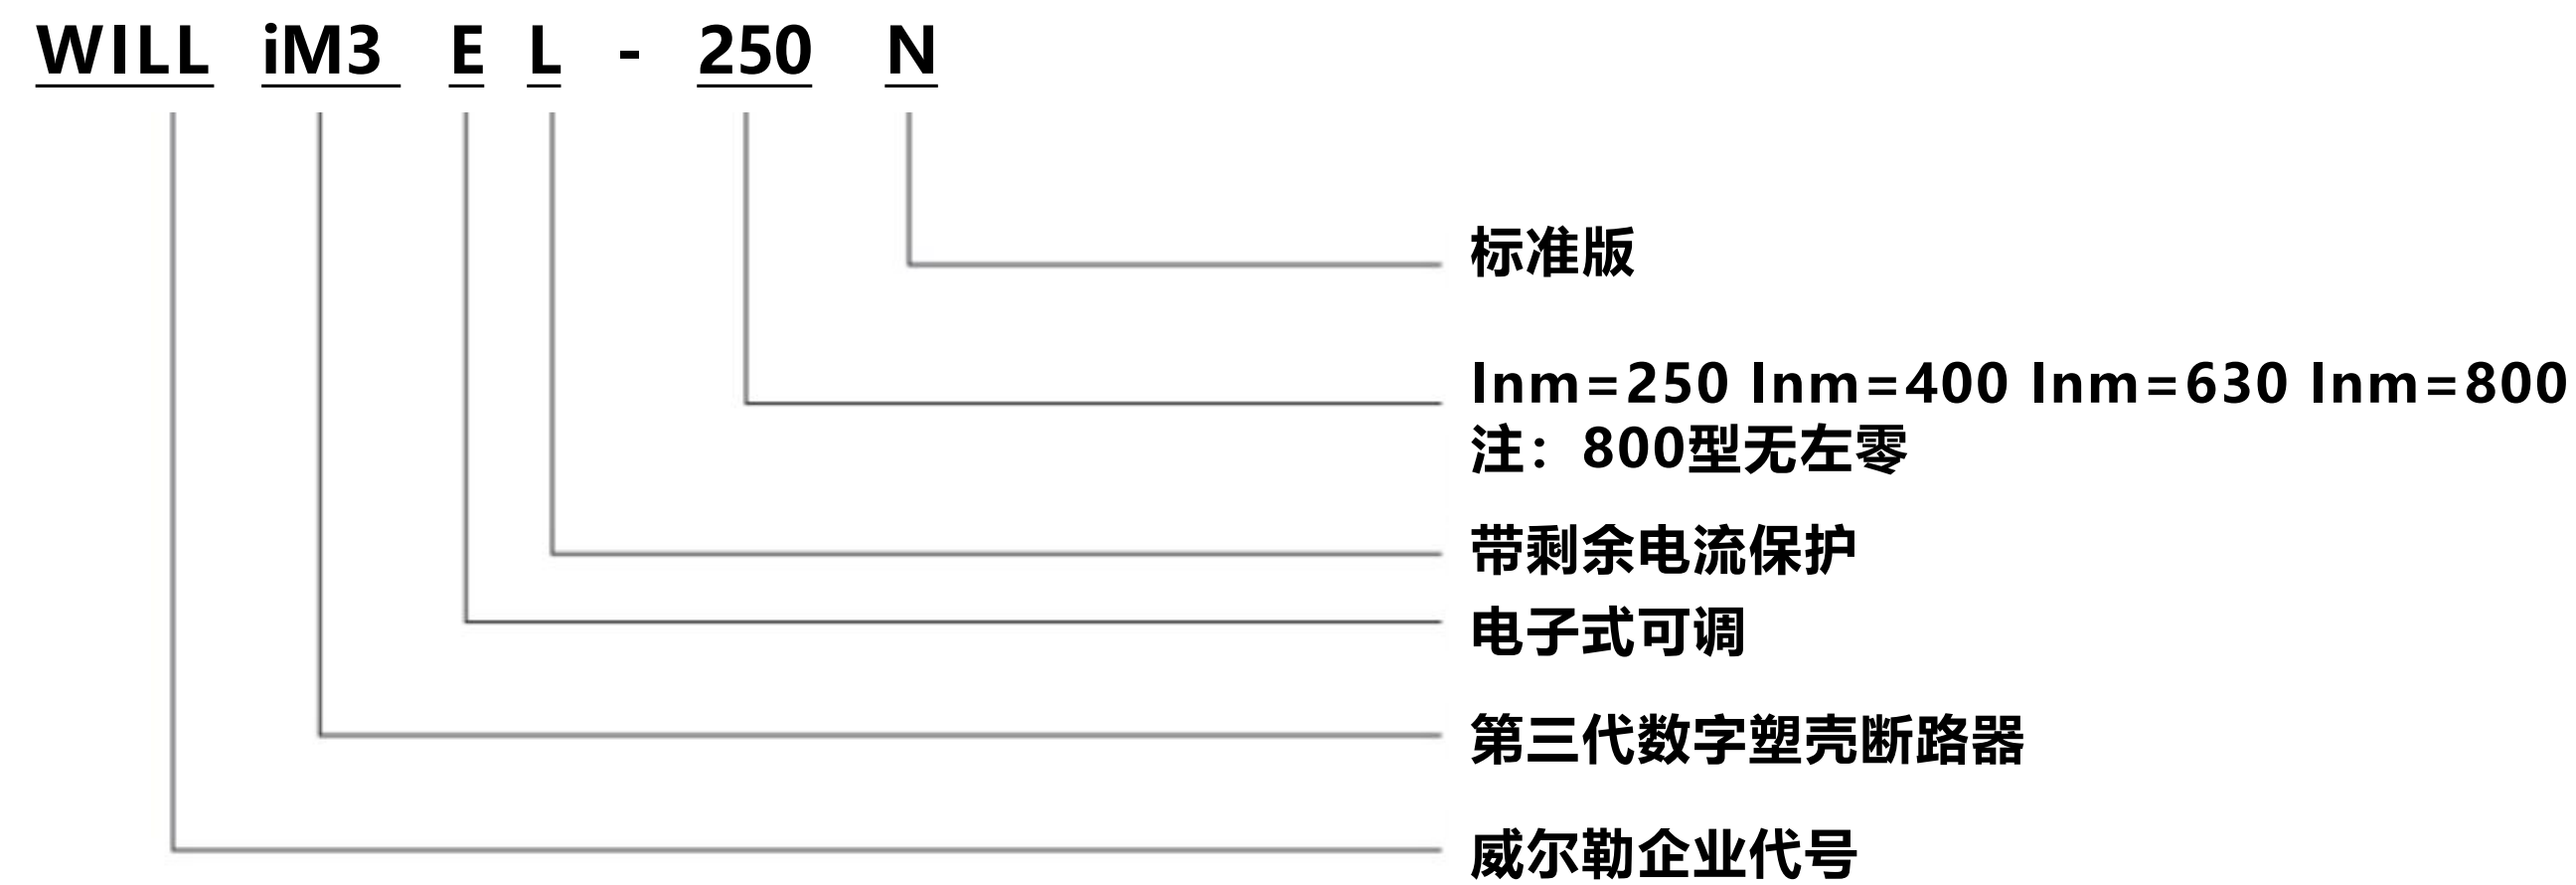 WILL iM3 E L - 250 N
标准版
Inm=250 Inm=400 Inm=630 Inm=800
注：800型无左零
带剩余电流保护
电子式可调
第三代数字塑壳断路器
威尔勒企业代号